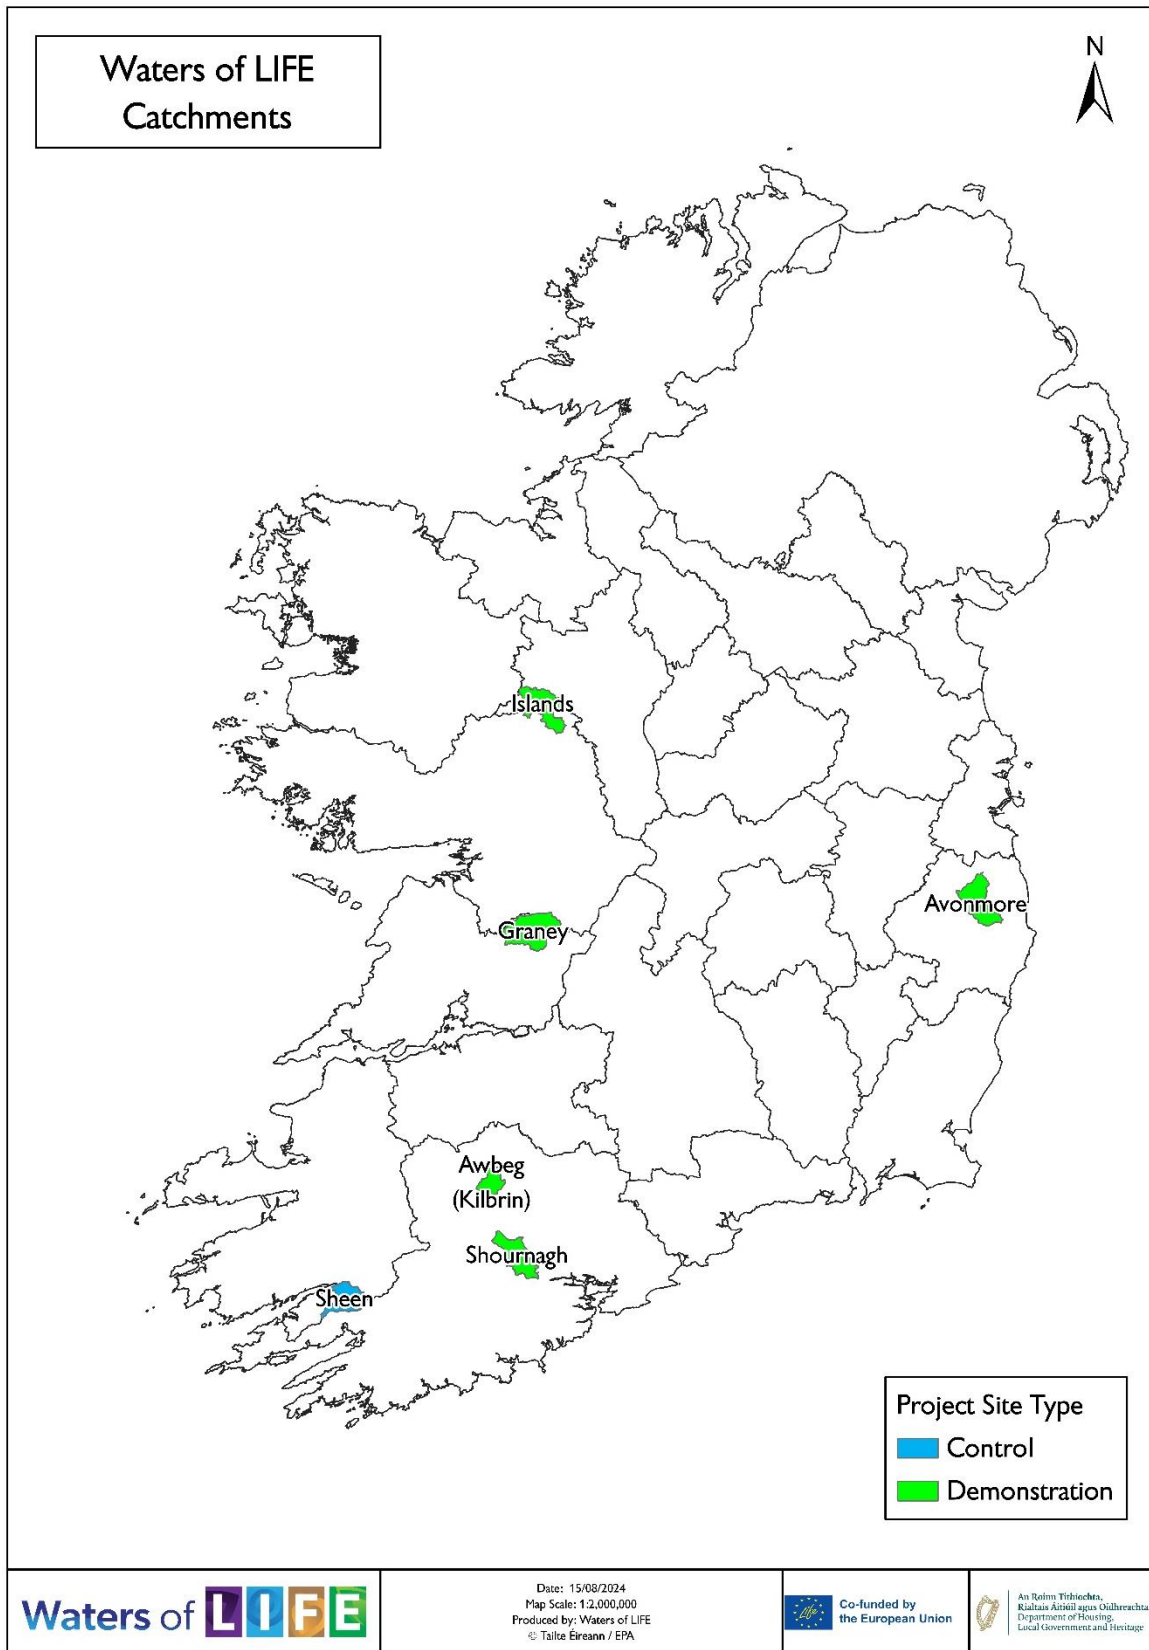 Waters of LIFE
Catchments
N
Islands
Avonmore
Graney
Awbeg
(Kilbrin)
Shournagh
Sheen
Project Site Type
Control
Demonstration
Waters of LIFE
Date: 15/08/2024
Map Scale: 1:2,000,000
Produced by: Waters of LIFE
© Tailte Éireann / EPA
Life
Co-funded by
the European Union
An Roinn Tithíochta,
Rialtais Áitiúil agus Oidhreachta
Department of Housing,
Local Government and Heritage